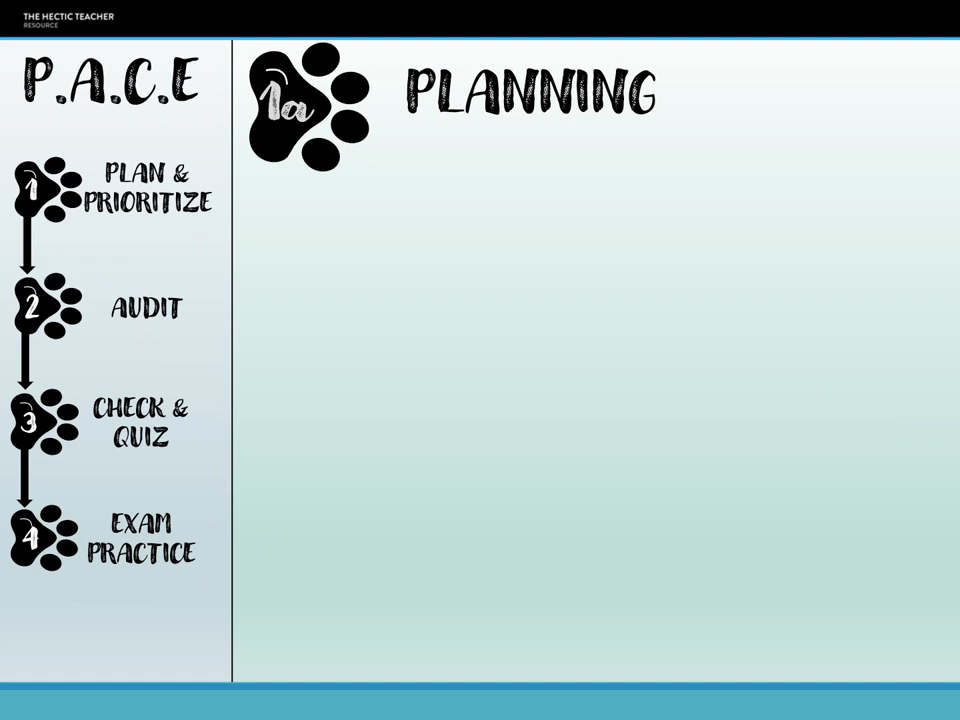 THE HECTIC TEACHER
RESOURCE
P.A.C.E
1
PLAN &
PRIORITIZE
2
AUDIT
3
CHECK &
QUIZ
4
EXAM
PRACTICE
1a
PLANNING